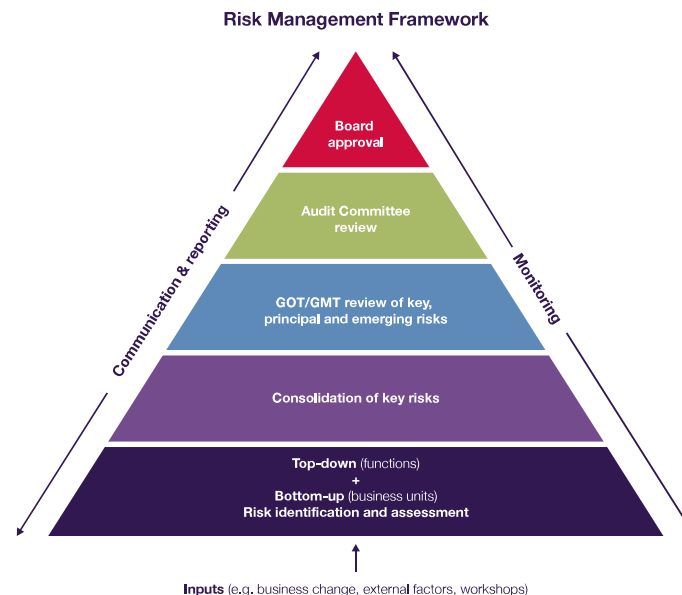 Risk Management Framework
Board
approval
Audit Committee
review
Communication & reporting
Monitoring
GOT/GMT review of key,
principal and emerging risks
Consolidation of key risks
Top-down (functions)
+
Bottom-up (business units)
Risk identification and assessment
Inputs (e.g. business change, external factors, workshops)